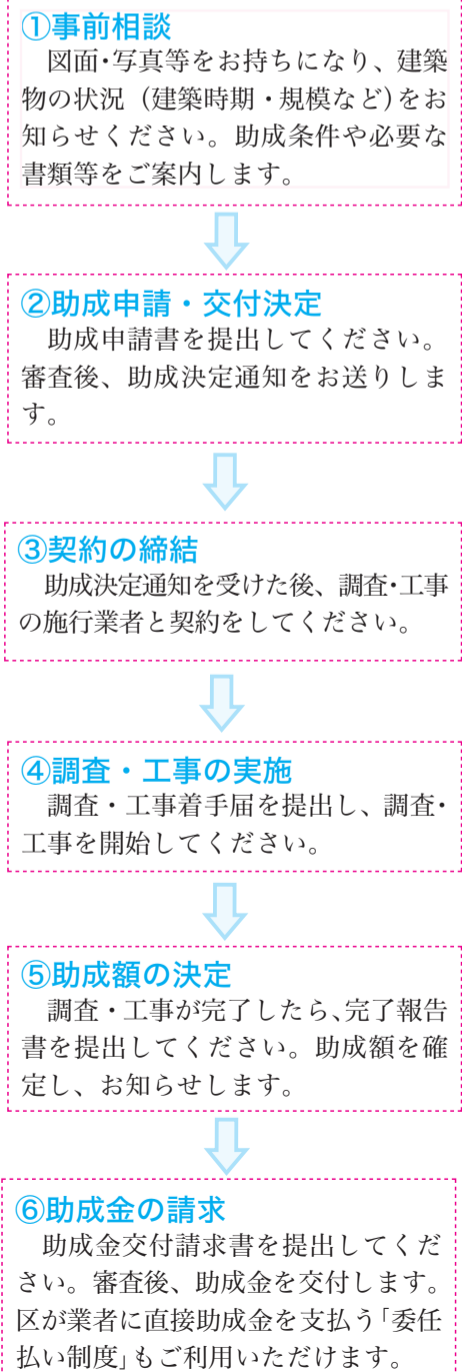 ①事前相談
図面・写真等をお持ちになり、建築
物の状況（建築時期・規模など）をお
知らせください。助成条件や必要な
書類等をご案内します。
②助成申請・交付決定
助成申請書を提出してください。
審査後、助成決定通知をお送りしま
す。
③契約の締結
助成決定通知を受けた後、調査・工事
の施行業者と契約をしてください。
④調査・工事の実施
調査・工事着手届を提出し、調査・
工事を開始してください。
⑤助成額の決定
調査・工事が完了したら、完了報告
書を提出してください。助成額を確
定し、お知らせします。
⑥助成金の請求
助成金交付請求書を提出してくだ
さい。審査後、助成金を交付します。
区が業者に直接助成金を支払う「委任
払い制度」もご利用いただけます。